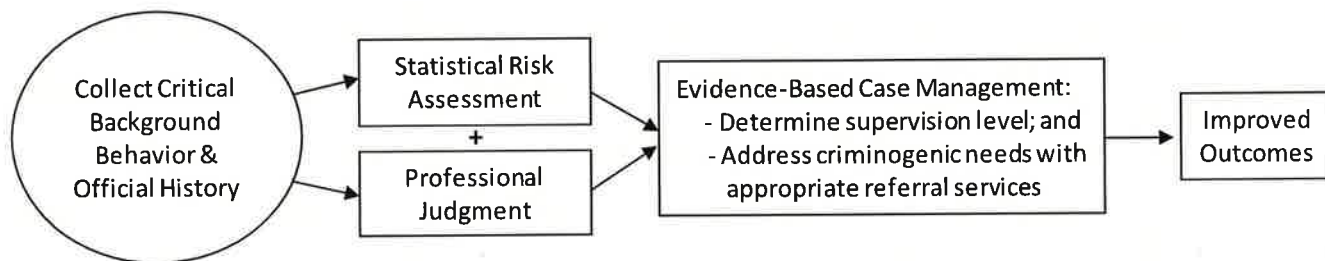 Collect Critical
Background
Behavior &
Official History
Statistical Risk
Assessment
+
Professional
Judgment
Evidence-Based Case Management:
- Determine supervision level; and
- Address criminogenic needs with
appropriate referral services
Improved
Outcomes